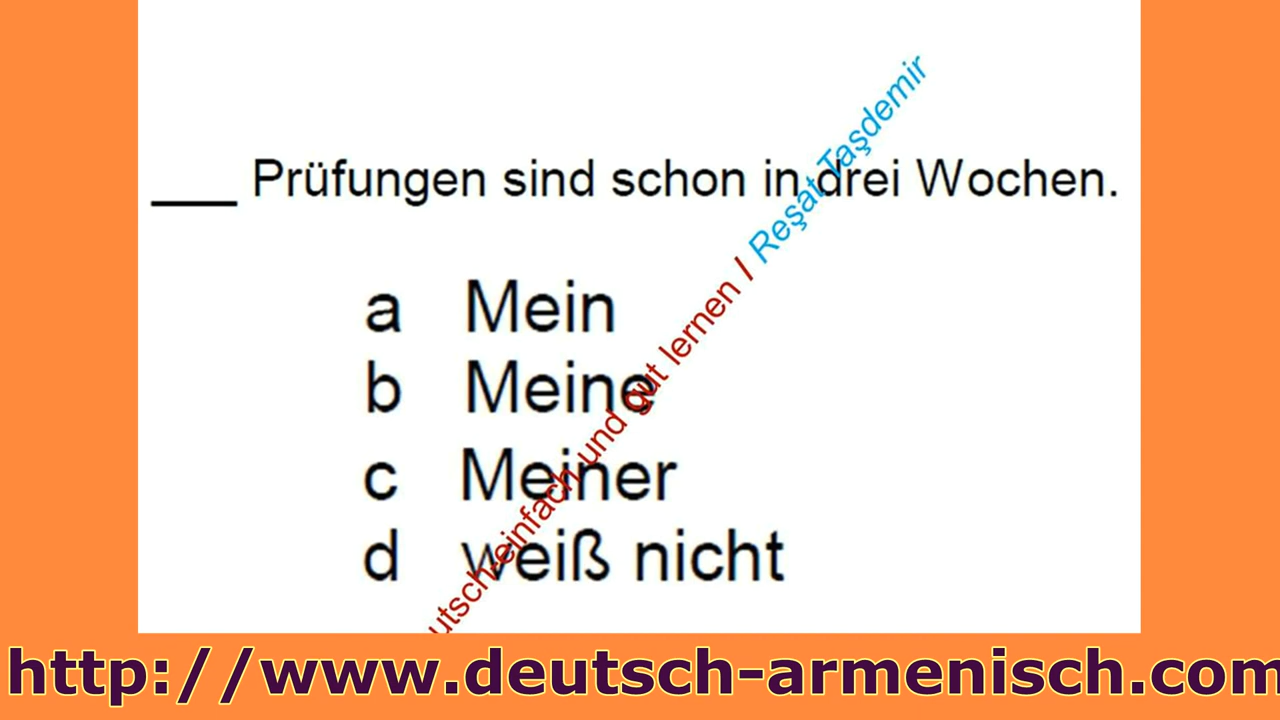 ___ Prüfungen sind schon in drei Wochen.
a Mein
b Meine
c Meiner
d weiß nicht
utsch-einfach und gut lernen / Reşat Taşdemir
http://www.deutsch-armenisch.com